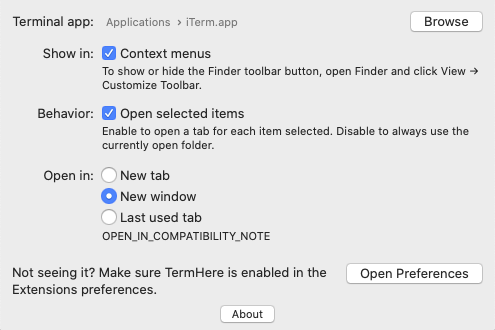 Terminal app: Applications › iTerm.app Browse
Show in: Context menus
To show or hide the Finder toolbar button, open Finder and click View →
Customize Toolbar.
Behavior: Open selected items
Enable to open a tab for each item selected. Disable to always use the
currently open folder.
Open in: New tab
New window
Last used tab
OPEN_IN_COMPATIBILITY_NOTE
Not seeing it? Make sure TermHere is enabled in the
Extensions preferences.
Open Preferences
About